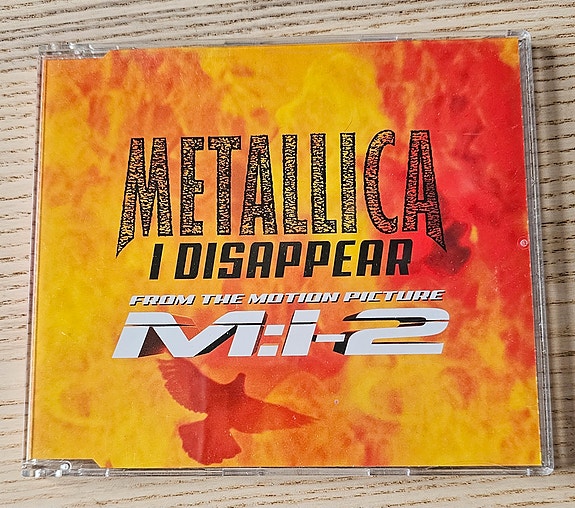 METALLICA
I DISAPPEAR
FROM THE MOTION PICTURE
M:I-2